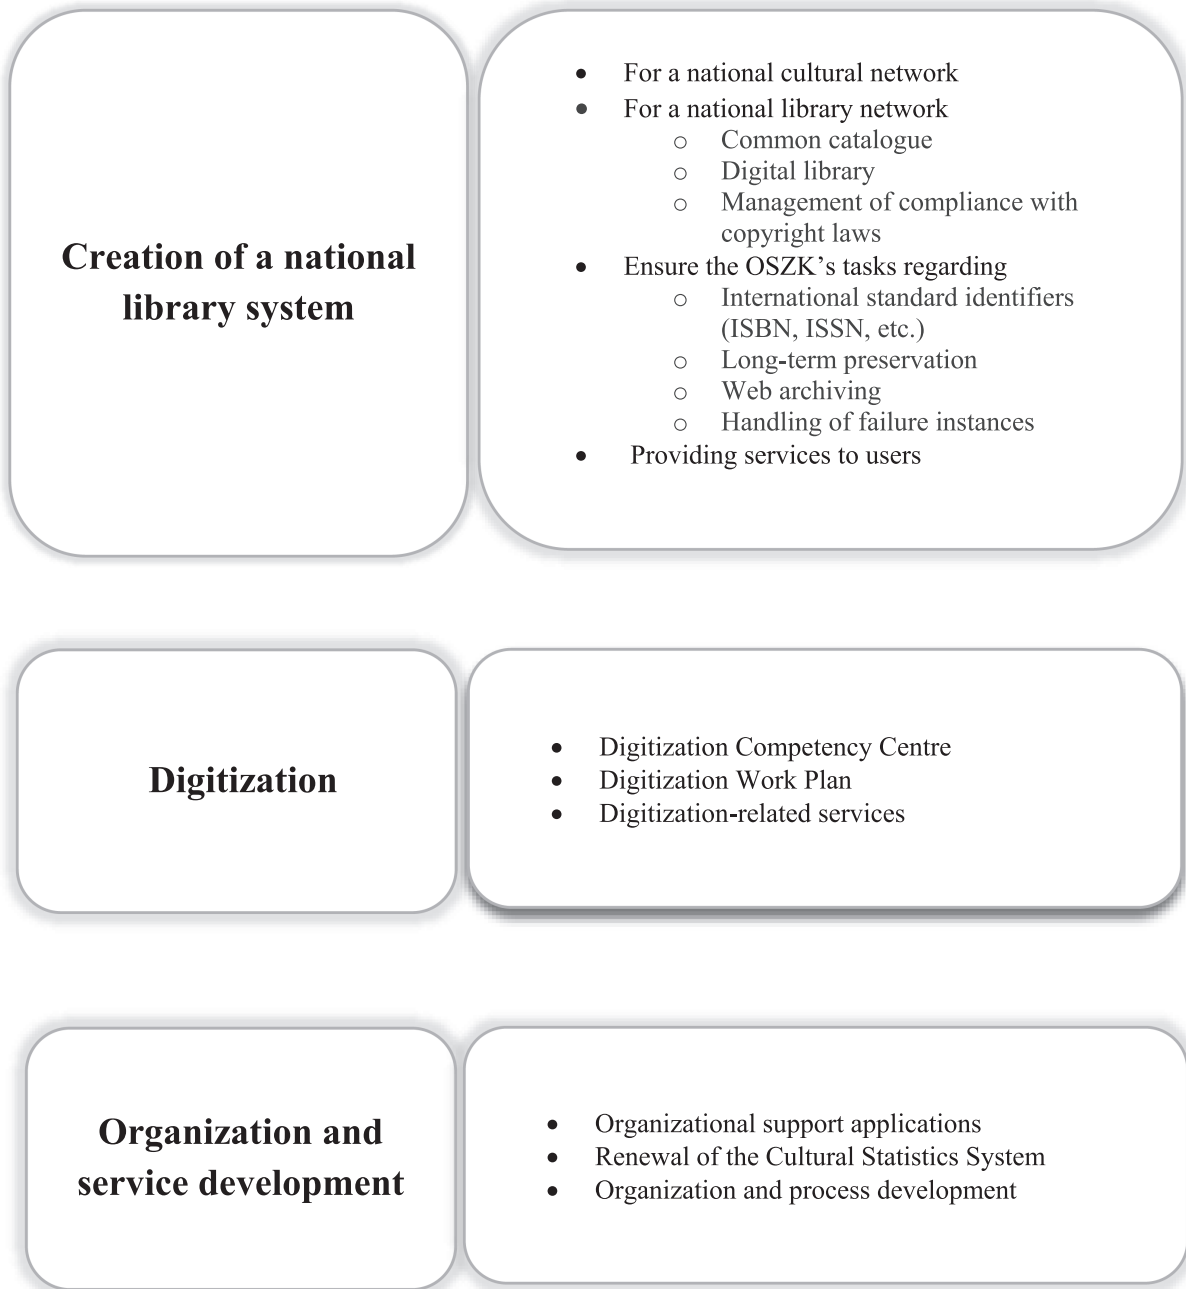 Creation of a national
library system
• For a national cultural network
• For a national library network
o Common catalogue
o Digital library
o Management of compliance with
copyright laws
• Ensure the OSZK’s tasks regarding
o International standard identifiers
(ISBN, ISSN, etc.)
o Long-term preservation
o Web archiving
o Handling of failure instances
• Providing services to users
Digitization
• Digitization Competency Centre
• Digitization Work Plan
• Digitization-related services
Organization and
service development
• Organizational support applications
• Renewal of the Cultural Statistics System
• Organization and process development